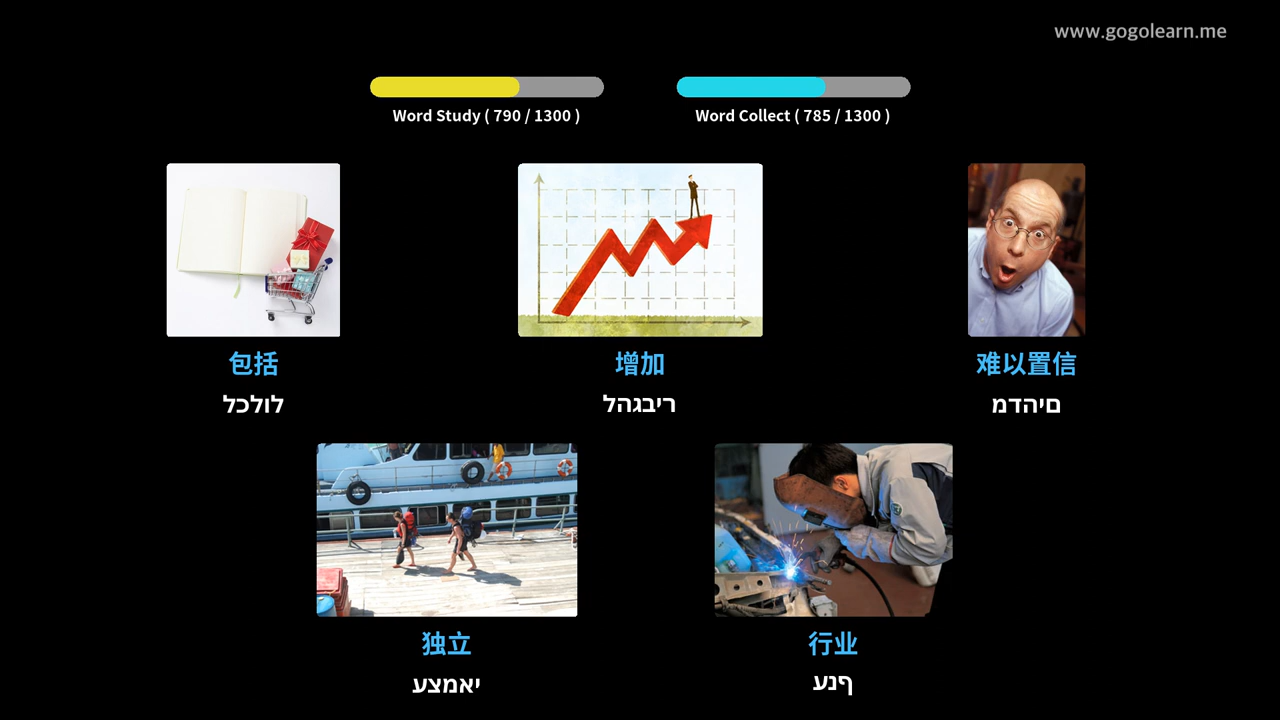 www.gogolearn.me
Word Study ( 790 / 1300 )
Word Collect ( 785 / 1300 )
包括
增加
难以置信
לכלול
להגביר
מדהים
独立
行业
עצמאי
ענף